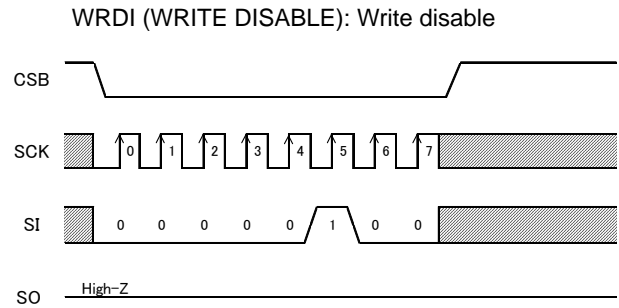 WRDI (WRITE DISABLE): Write disable
CSB
SCK 0 1 2 3 4 5 6 7
SI 0 0 0 0 0 1 0 0
High-Z
SO